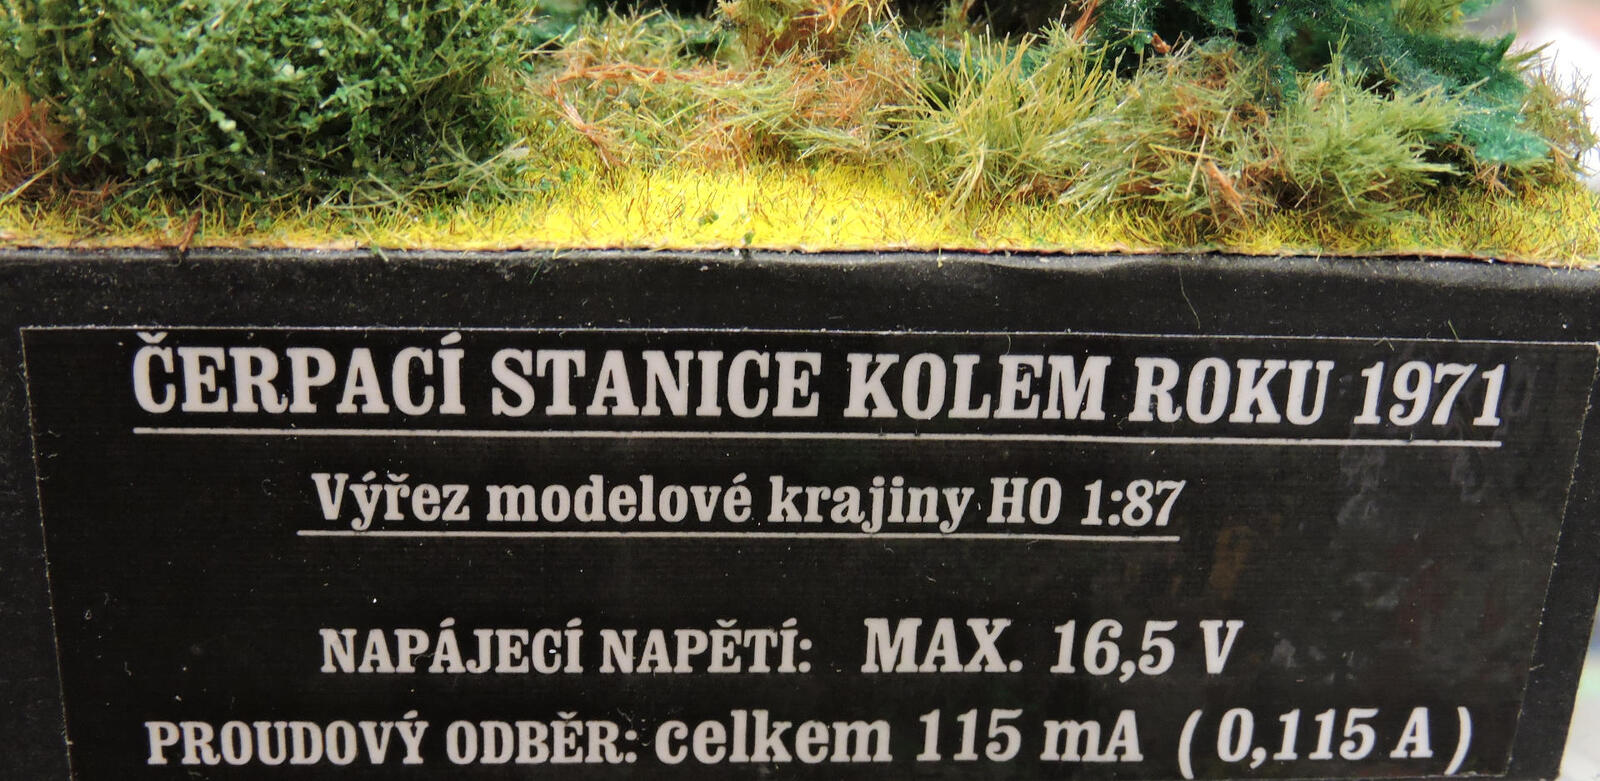 ČERPACÍ STANICE KOLEM ROKU 1971
Výřez modelové krajiny HO 1:87
NAPÁJECÍ NAPĚTÍ: MAX. 16,5 V
PROUDOVÝ ODBĚR: celkem 115 mA ( 0,115 A )